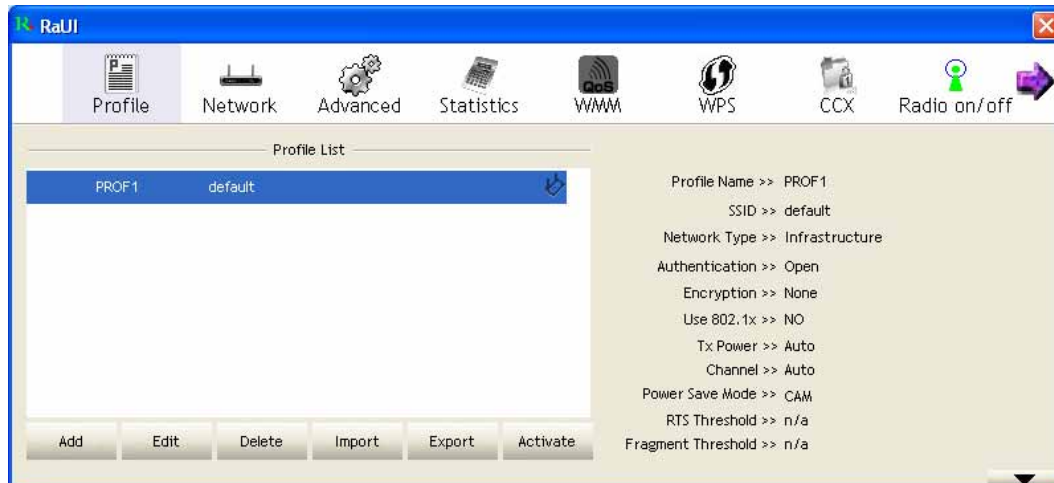 RaUI
Profile
Network
Advanced
Statistics
QoS
WMM
WPS
CCX
Radio on/off
Profile List
PROF1 default
Profile Name >> PROF1
SSID >> default
Network Type >> Infrastructure
Authentication >> Open
Encryption >> None
Use 802.1x >> NO
Tx Power >> Auto
Channel >> Auto
Power Save Mode >> CAM
RTS Threshold >> n/a
Fragment Threshold >> n/a
Add Edit Delete Import Export Activate